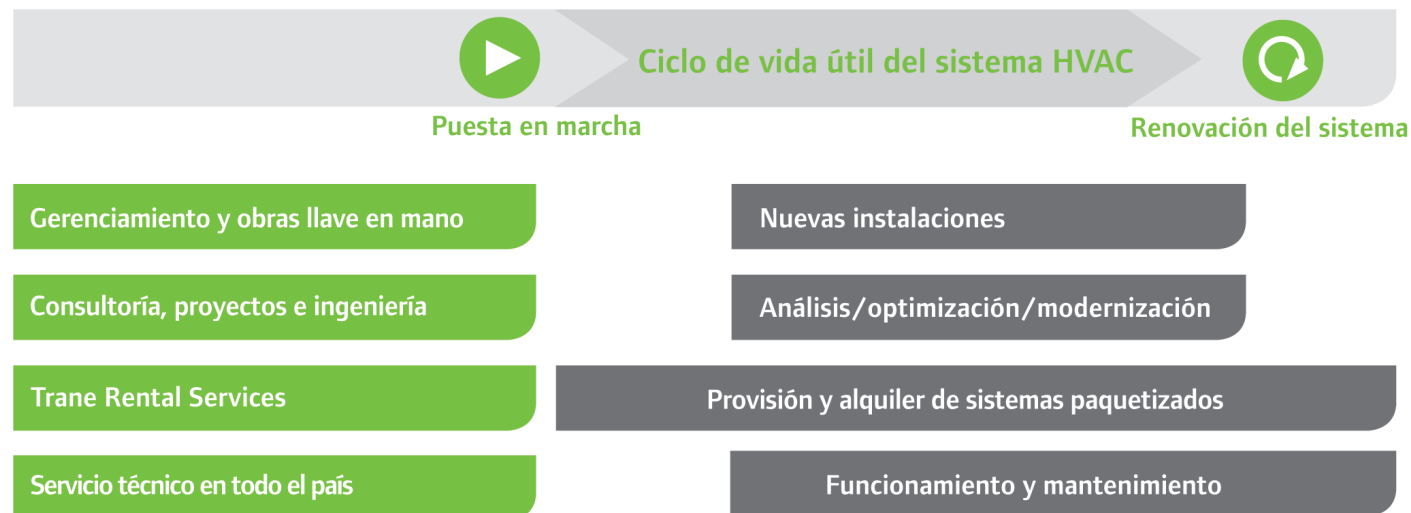 Ciclo de vida útil del sistema HVAC
Puesta en marcha
Renovación del sistema
Gerenciamiento y obras llave en mano
Nuevas instalaciones
Consultoría, proyectos e ingeniería
Análisis/optimización/modernización
Trane Rental Services
Provisión y alquiler de sistemas paquetizados
Servicio técnico en todo el país
Funcionamiento y mantenimiento